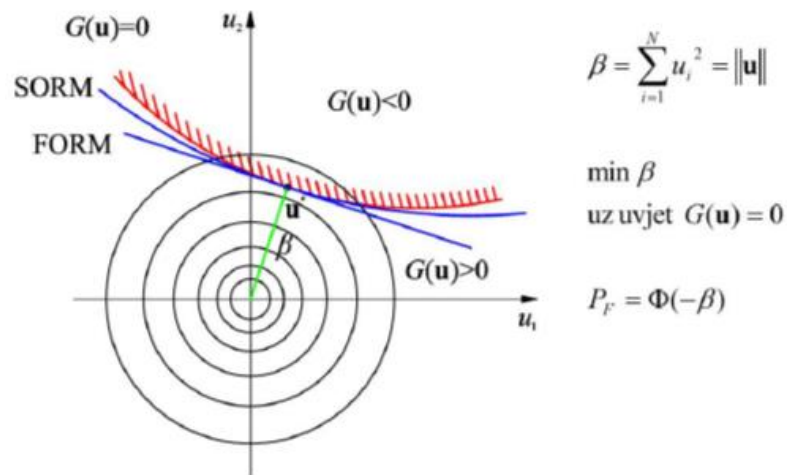 G(u)=0
u₂
SORM
FORM
G(u)<0
u*
β
G(u)>0
u₁
β = ∑_{i=1}^{N} u_i² = ‖u‖
min β
uz uvjet G(u) = 0
P_F = Φ(−β)